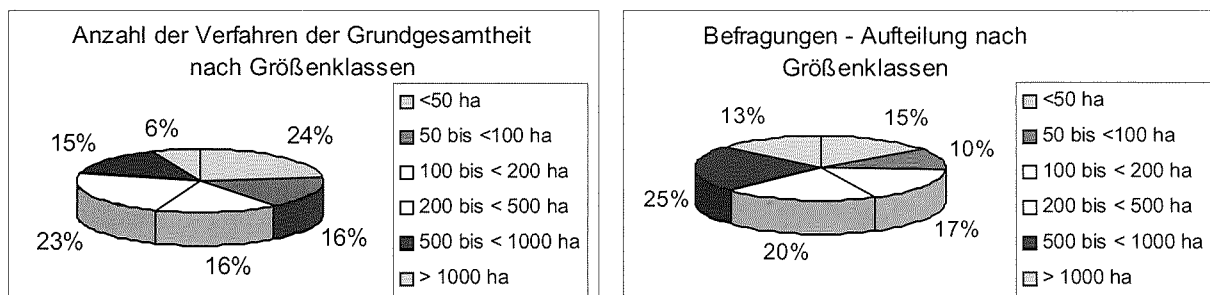 Anzahl der Verfahren der Grundgesamtheit
nach Größenklassen
6%
15%
24%
23%
16%
16%
<50 ha
50 bis <100 ha
100 bis < 200 ha
200 bis < 500 ha
500 bis < 1000 ha
> 1000 ha
Befragungen - Aufteilung nach
Größenklassen
13%
15%
10%
25%
17%
20%
<50 ha
50 bis <100 ha
100 bis < 200 ha
200 bis < 500 ha
500 bis < 1000 ha
> 1000 ha